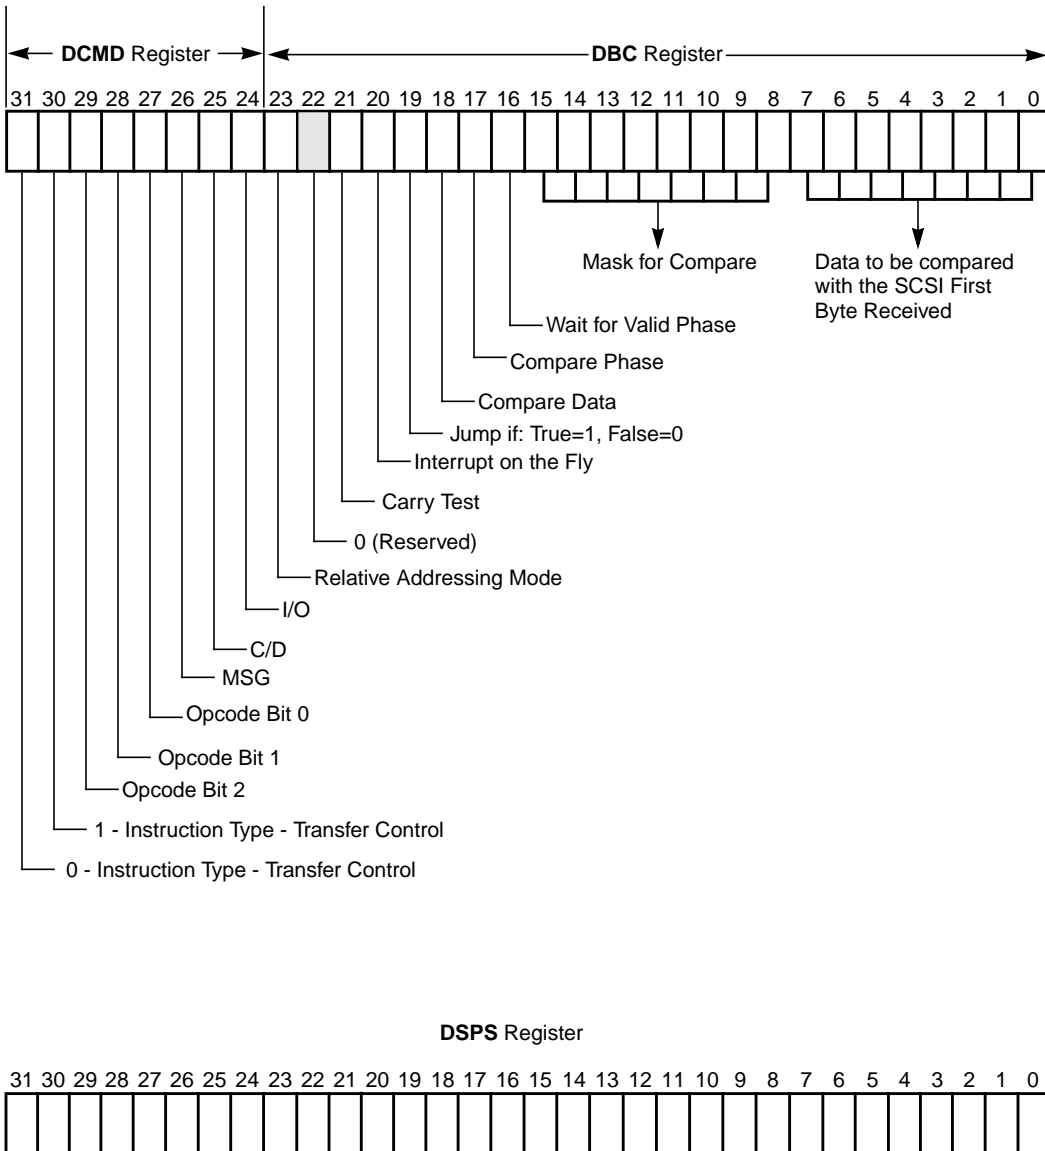 DCMD Register DBC Register
31 30 29 28 27 26 25 24 23 22 21 20 19 18 17 16 15 14 13 12 11 10 9 8 7 6 5 4 3 2 1 0
Mask for Compare
Data to be compared
with the SCSI First
Byte Received
Wait for Valid Phase
Compare Phase
Compare Data
Jump if: True=1, False=0
Interrupt on the Fly
Carry Test
0 (Reserved)
Relative Addressing Mode
I/O
C/D
MSG
Opcode Bit 0
Opcode Bit 1
Opcode Bit 2
1 - Instruction Type - Transfer Control
0 - Instruction Type - Transfer Control
DSPS Register
31 30 29 28 27 26 25 24 23 22 21 20 19 18 17 16 15 14 13 12 11 10 9 8 7 6 5 4 3 2 1 0